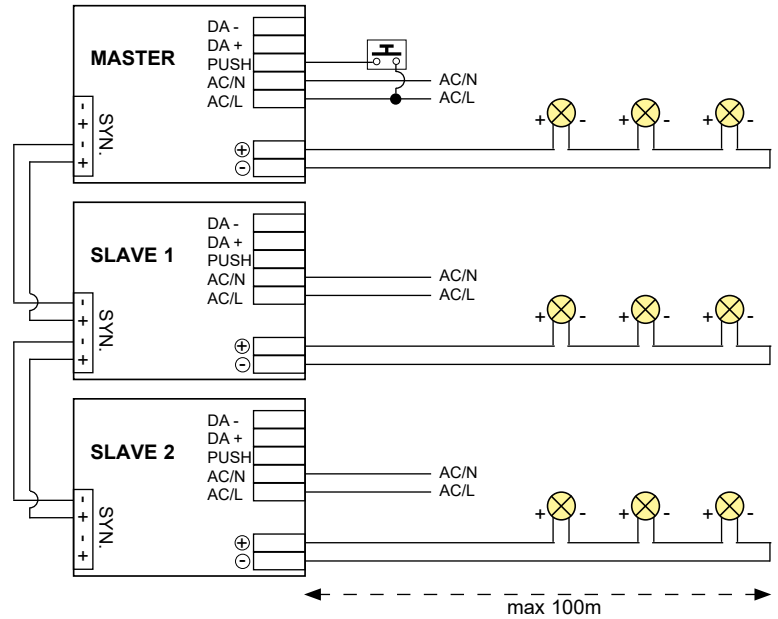 MASTER
DA -
DA +
PUSH
AC/N
AC/L
AC/N
AC/L
-
+
-
+
SYN.
+
-
+ - + - + -
SLAVE 1
DA -
DA +
PUSH
AC/N
AC/L
AC/N
AC/L
-
+
-
+
SYN.
+
-
+ - + - + -
SLAVE 2
DA -
DA +
PUSH
AC/N
AC/L
AC/N
AC/L
-
+
-
+
SYN.
+
-
+ - + - + -
max 100m